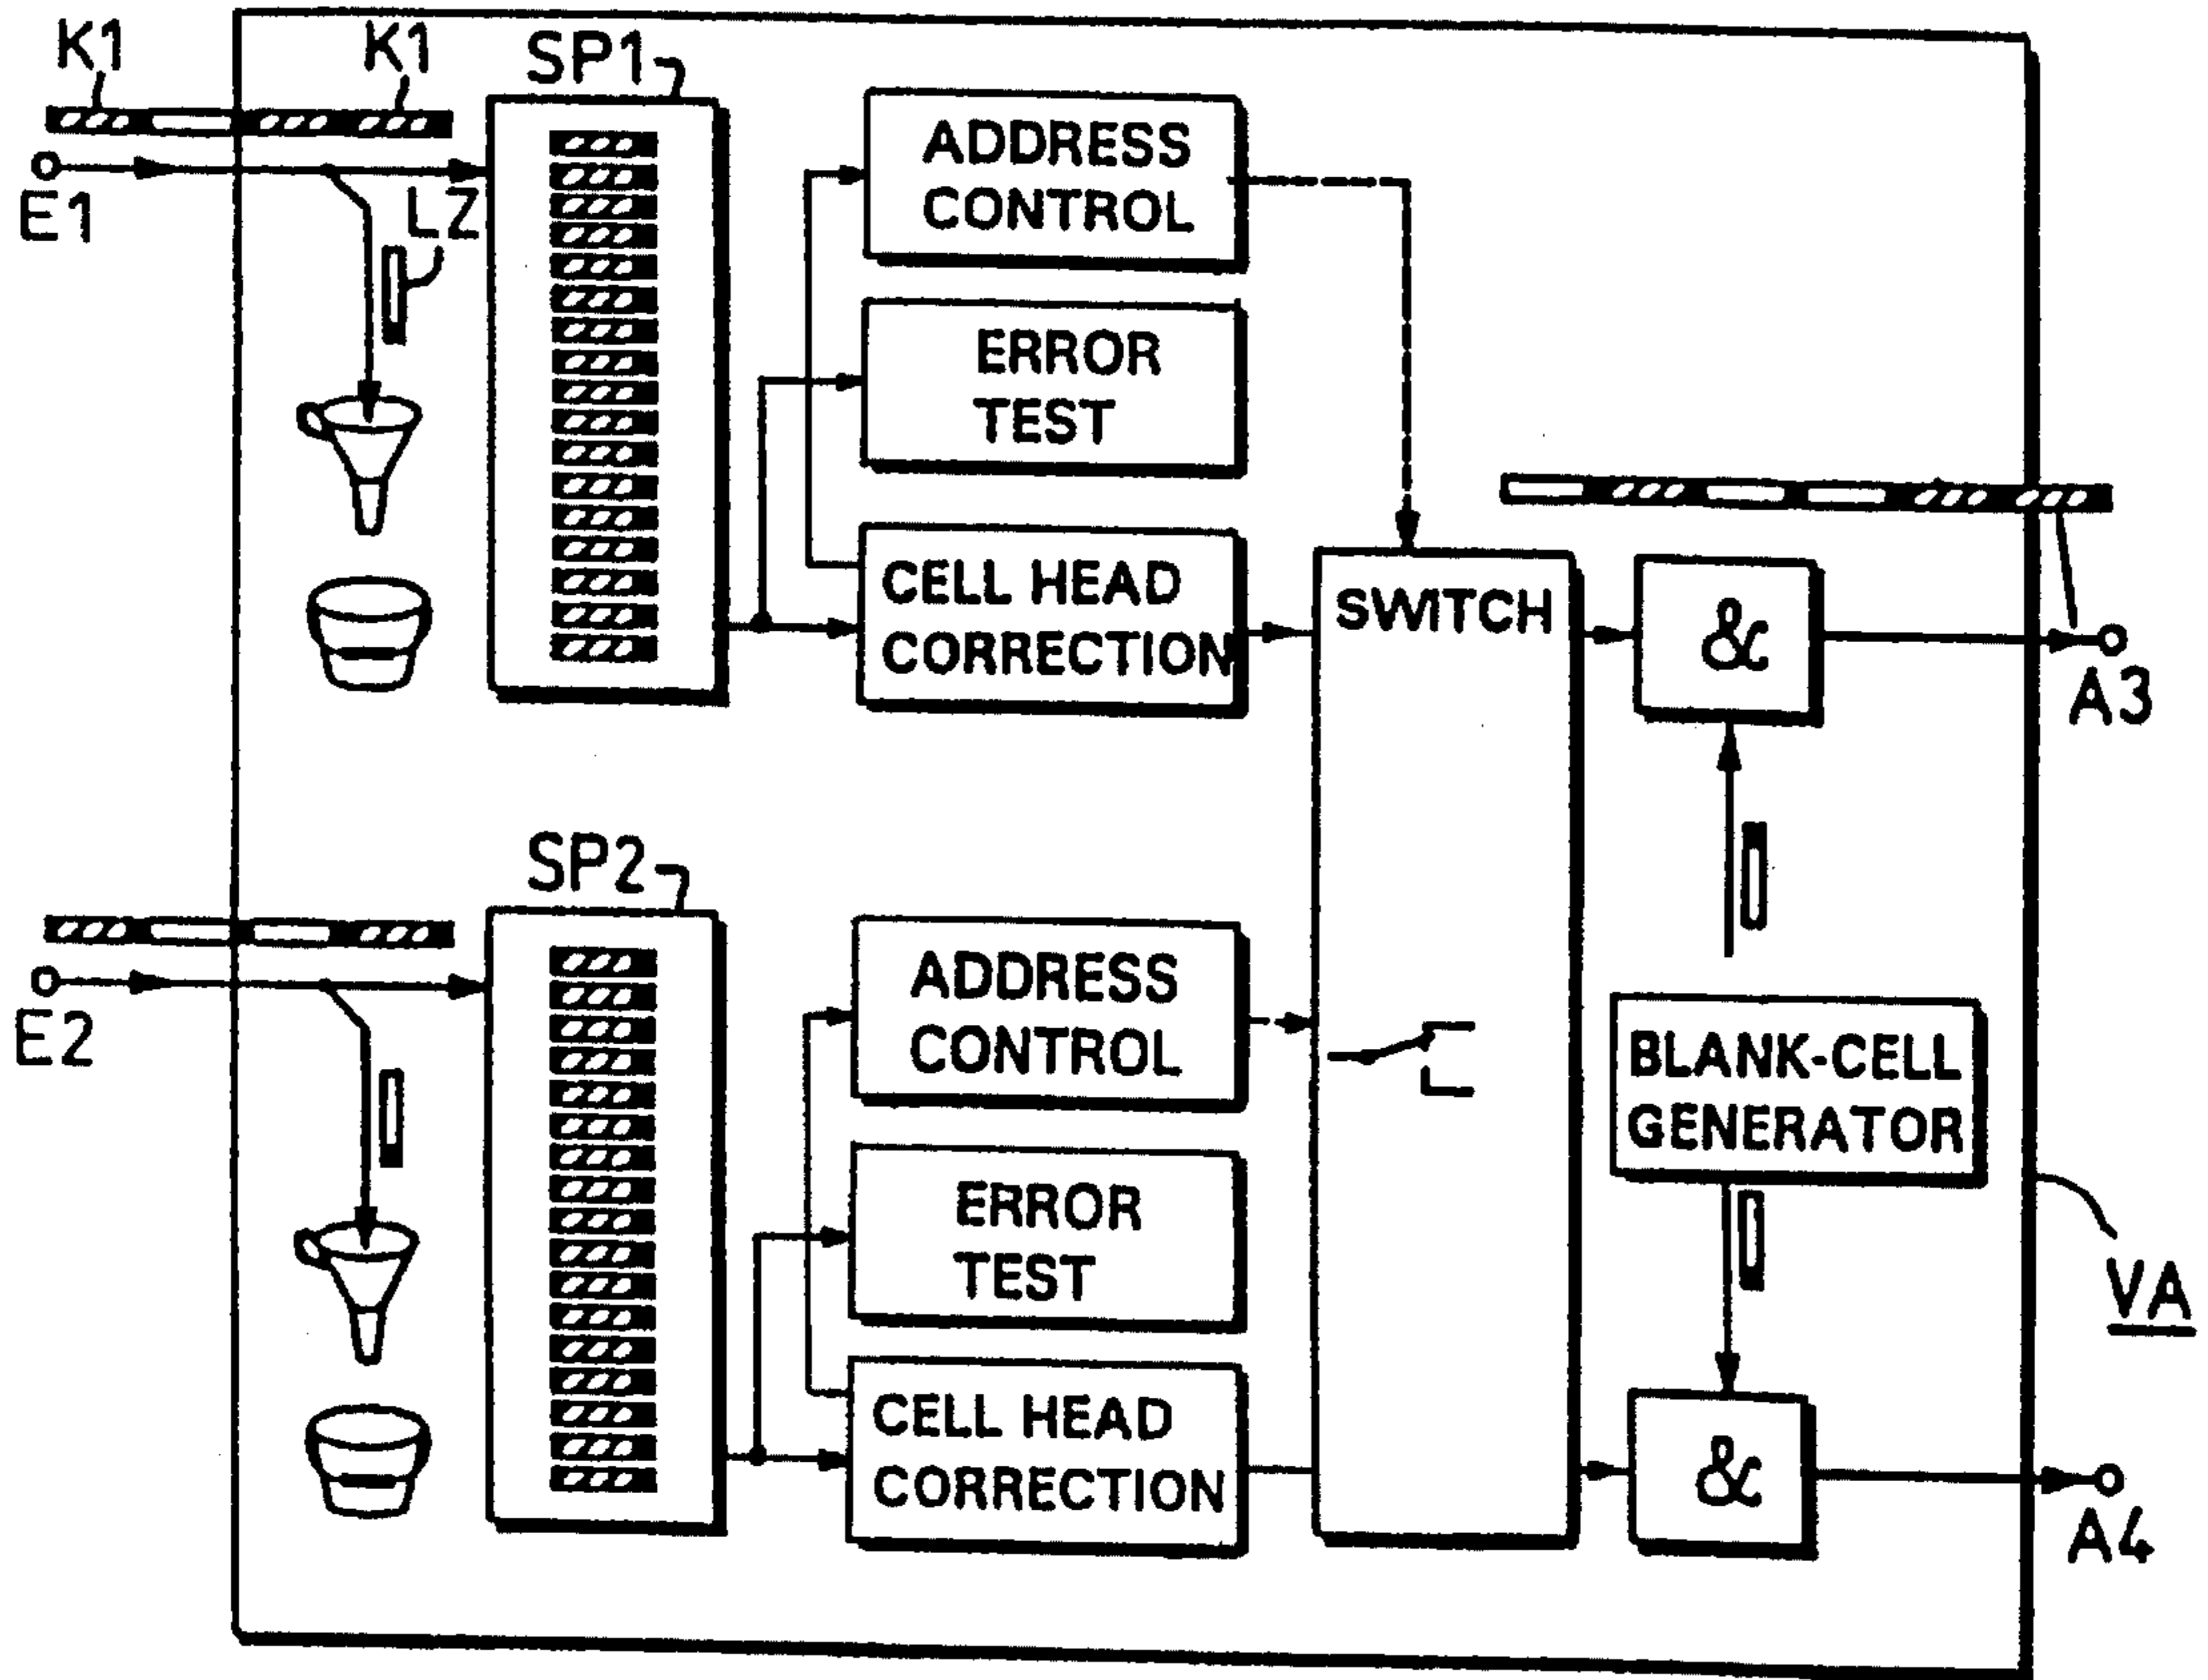 K1
K1
SP1
E1
LZ
ADDRESS
CONTROL
ERROR
TEST
CELL HEAD
CORRECTION
SWITCH
&
A3
SP2
E2
ADDRESS
CONTROL
ERROR
TEST
CELL HEAD
CORRECTION
BLANK-CELL
GENERATOR
VA
&
A4